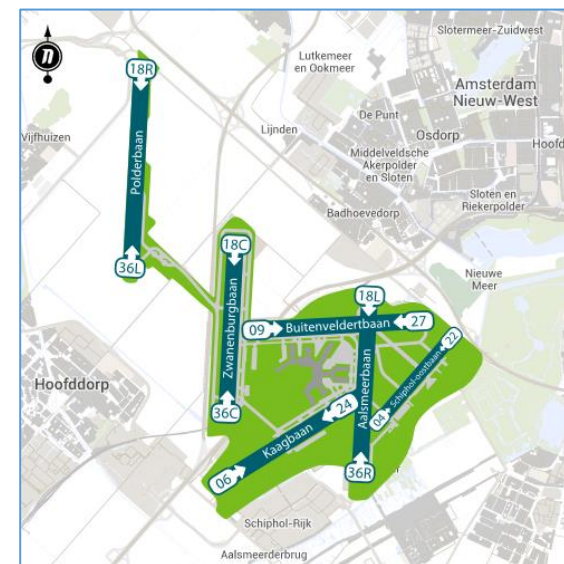 Slotermeer-Zuidwest
n
18R
Lutkemeer
en Ookmeer
Amsterdam
Nieuw-West
De Punt
Vijfhuizen
Lijnden
Osdorp
Hoofd
Polderbaan
Middelveldsche
Akerpolder
en Sloten
Sloten en
Riekerpolder
Badhoevedorp
18C
36L
Nieuwe
Meer
18L
09
Buitenveldertbaan
27
Zwanenburgbaan
22
Schiphol-oostbaan
Aalsmeerbaan
Hoofddorp
24
36C
04
Kaagbaan
06
36R
Schiphol-Rijk
Aalsmeerderbrug